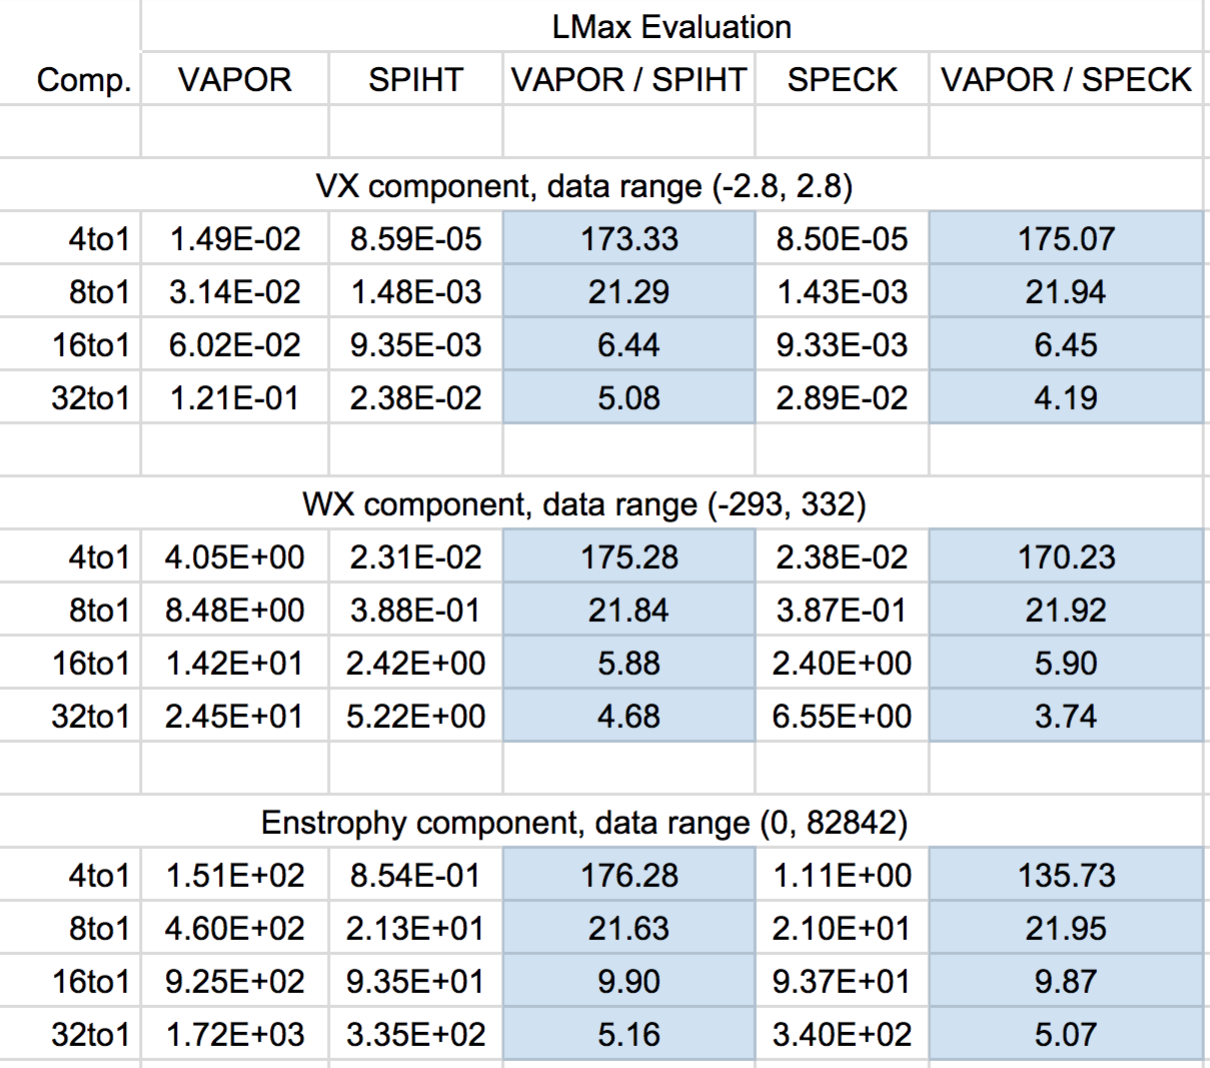 LMax Evaluation
Comp. VAPOR SPIHT VAPOR / SPIHT SPECK VAPOR / SPECK
VX component, data range (-2.8, 2.8)
4to1 1.49E-02 8.59E-05 173.33 8.50E-05 175.07
8to1 3.14E-02 1.48E-03 21.29 1.43E-03 21.94
16to1 6.02E-02 9.35E-03 6.44 9.33E-03 6.45
32to1 1.21E-01 2.38E-02 5.08 2.89E-02 4.19
WX component, data range (-293, 332)
4to1 4.05E+00 2.31E-02 175.28 2.38E-02 170.23
8to1 8.48E+00 3.88E-01 21.84 3.87E-01 21.92
16to1 1.42E+01 2.42E+00 5.88 2.40E+00 5.90
32to1 2.45E+01 5.22E+00 4.68 6.55E+00 3.74
Enstrophy component, data range (0, 82842)
4to1 1.51E+02 8.54E-01 176.28 1.11E+00 135.73
8to1 4.60E+02 2.13E+01 21.63 2.10E+01 21.95
16to1 9.25E+02 9.35E+01 9.90 9.37E+01 9.87
32to1 1.72E+03 3.35E+02 5.16 3.40E+02 5.07